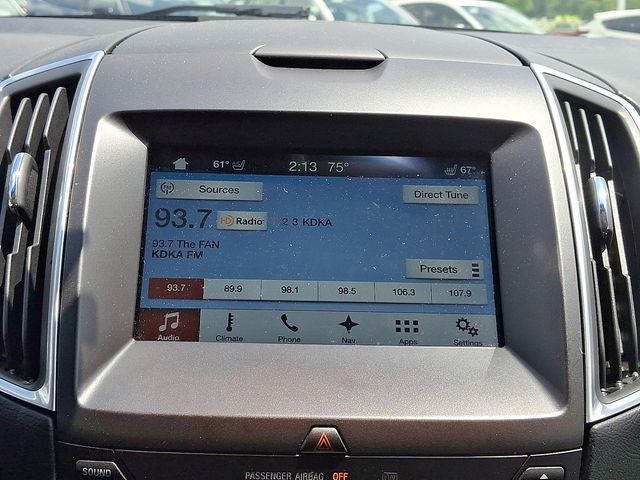 61° 2:13 75° 67°
Sources Direct Tune
93.7 HD Radio 2 3 KDKA
93.7 The FAN
KDKA FM
Presets
93.7 89.9 98.1 98.5 106.3 107.9
Audio Climate Phone Nav Apps Settings
SOUND PASSENGER AIRBAG OFF